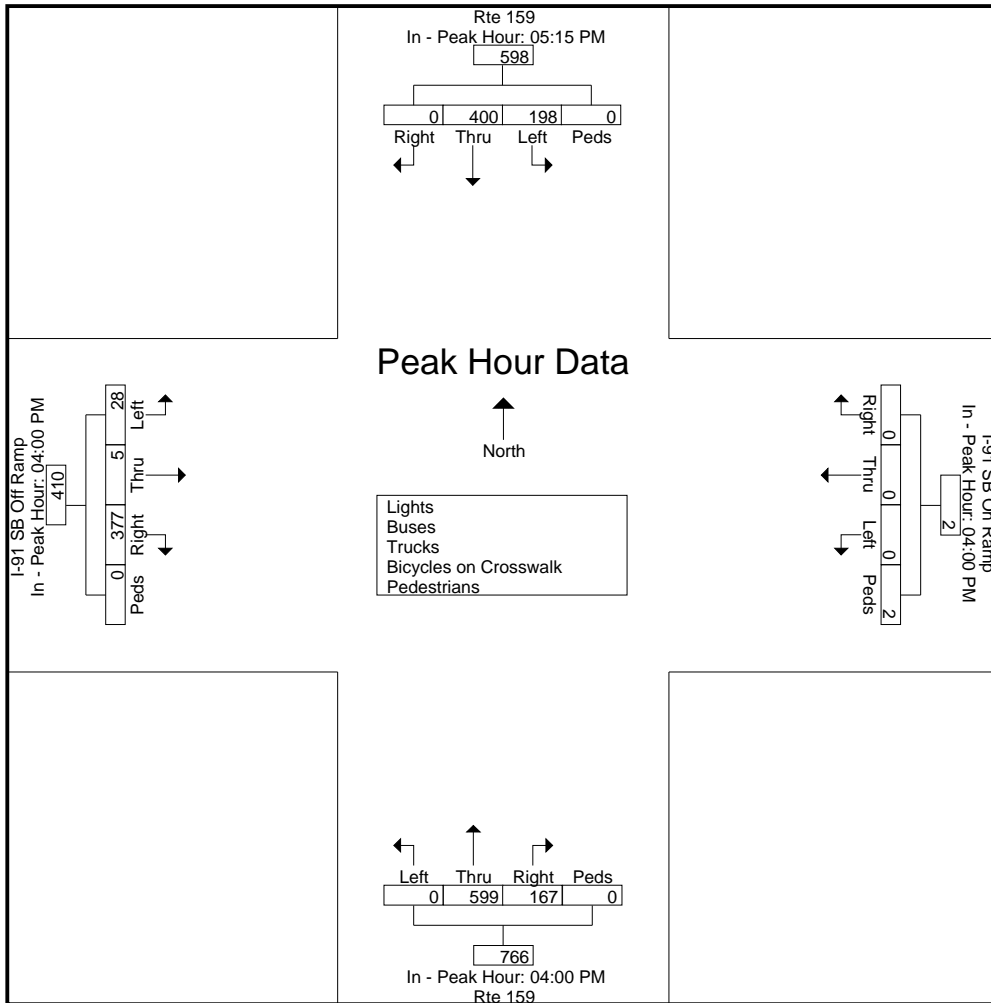 Rte 159
In - Peak Hour: 05:15 PM
598
0 400 198 0
Right Thru Left Peds
Peak Hour Data
North
Lights
Buses
Trucks
Bicycles on Crosswalk
Pedestrians
I-91 SB Off Ramp
In - Peak Hour: 04:00 PM
410
28 5 377 0
Left Thru Right Peds
I-91 SB On Ramp
In - Peak Hour: 04:00 PM
2
0 0 0 2
Right Thru Left Peds
Left Thru Right Peds
0 599 167 0
766
In - Peak Hour: 04:00 PM
Rte 159